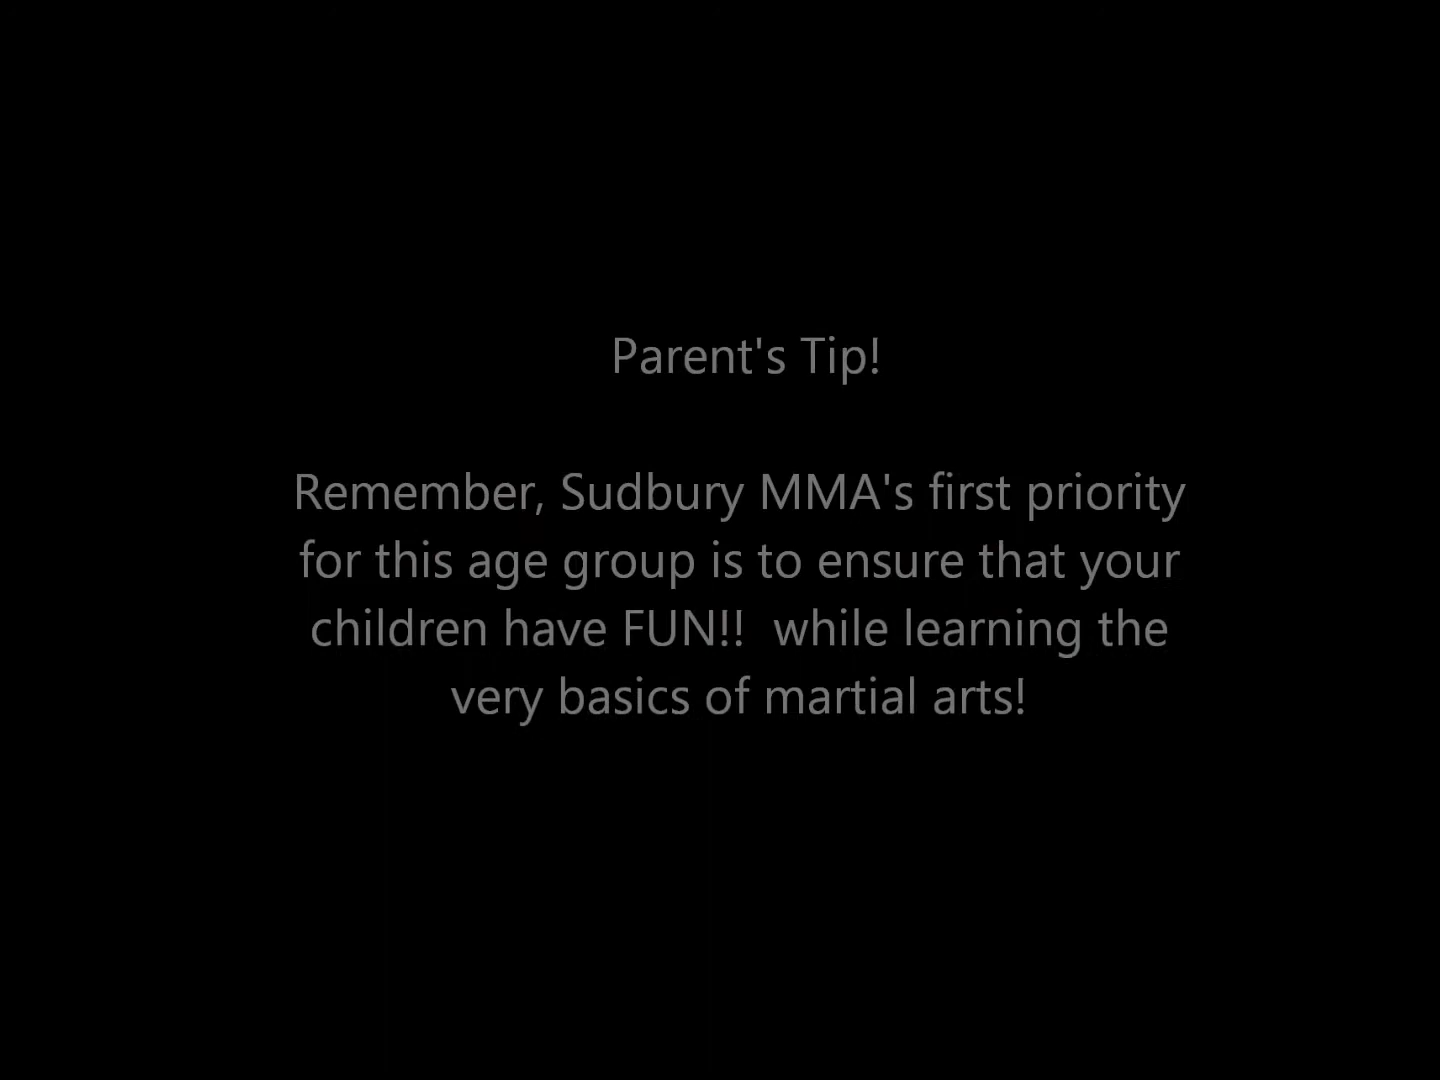 Parent's Tip!
Remember, Sudbury MMA's first priority
for this age group is to ensure that your
children have FUN!!  while learning the
very basics of martial arts!